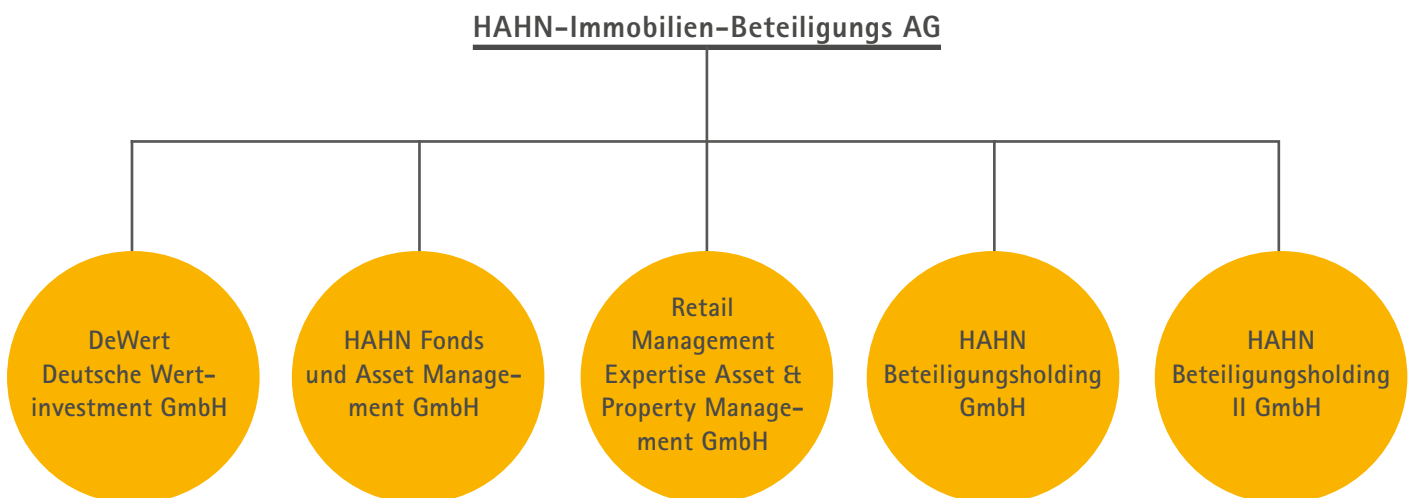 HAHN-Immobilien-Beteiligungs AG
DeWert
Deutsche Wert-
investment GmbH
HAHN Fonds
und Asset Manage-
ment GmbH
Retail
Management
Expertise Asset &
Property Manage-
ment GmbH
HAHN
Beteiligungsholding
GmbH
HAHN
Beteiligungsholding
II GmbH